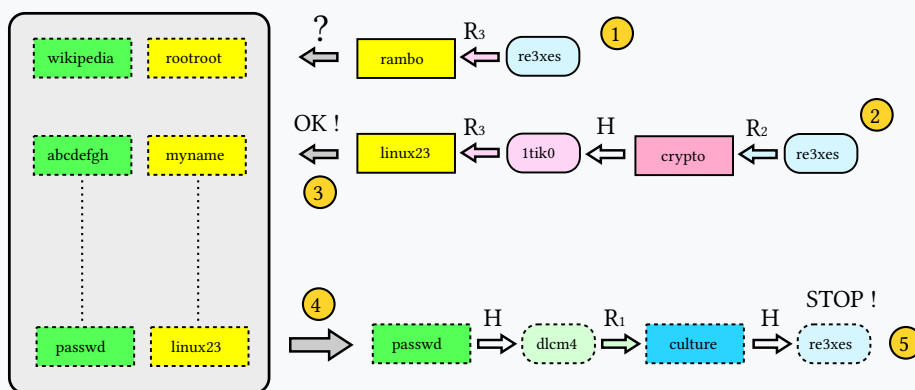 wikipedia rootroot ? rambo R3 re3xes 1
abcdefgh myname OK ! linux23 R3 1tik0 H crypto R2 re3xes 2
3
passwd linux23 4 passwd H dlcm4 R1 culture H re3xes STOP ! 5